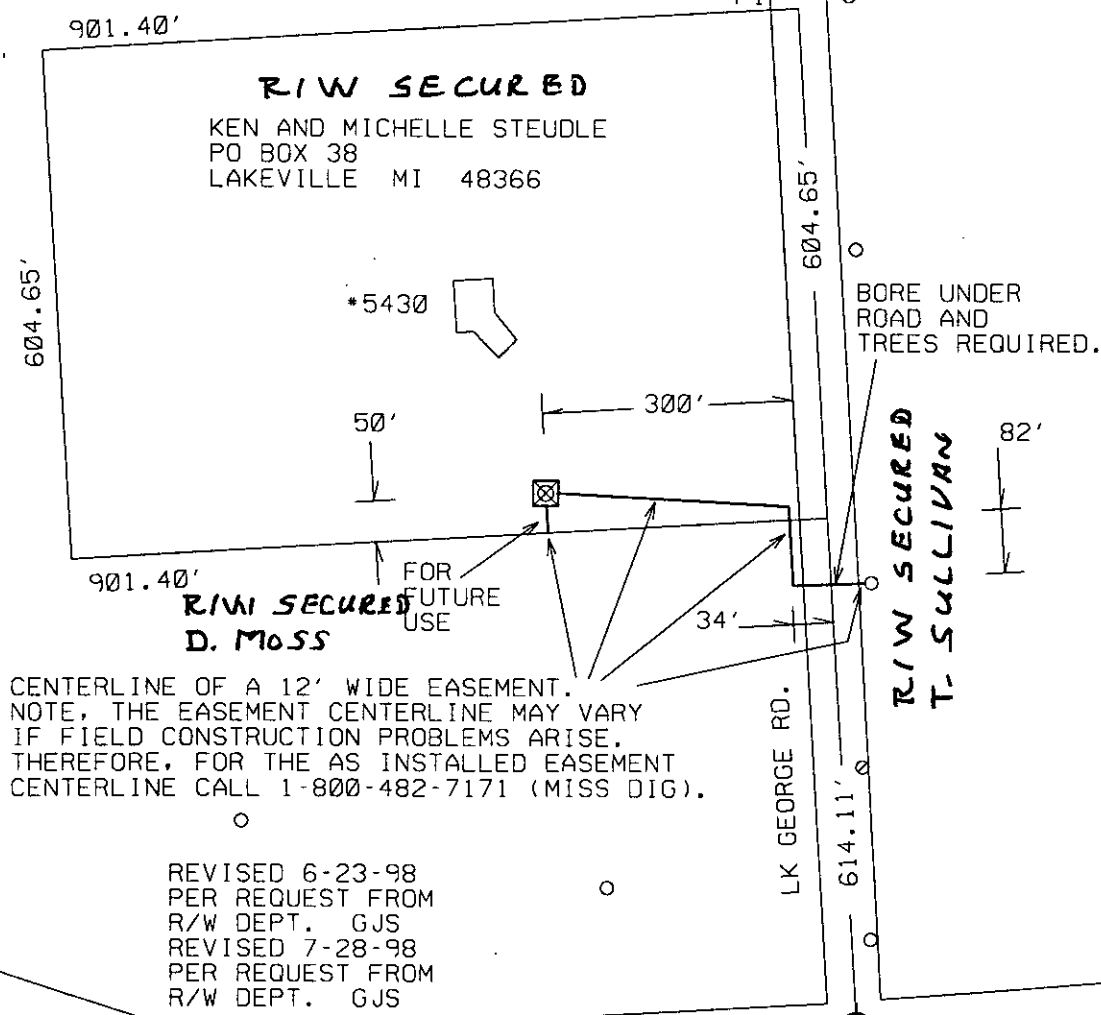 901.40'
R/W SECURED
KEN AND MICHELLE STEUDLE
PO BOX 38
LAKEVILLE MI 48366
604.65'
604.65'
*5430
BORE UNDER
ROAD AND
TREES REQUIRED.
300'
50'
82'
R/W SECURED
T. SULLIVAN
901.40'
FOR
FUTURE
USE
R/W SECURED
D. MOSS
34'
CENTERLINE OF A 12' WIDE EASEMENT.
NOTE, THE EASEMENT CENTERLINE MAY VARY
IF FIELD CONSTRUCTION PROBLEMS ARISE.
THEREFORE, FOR THE AS INSTALLED EASEMENT
CENTERLINE CALL 1-800-482-7171 (MISS DIG).
LK GEORGE RD.
614.11'
REVISED 6-23-98
PER REQUEST FROM
R/W DEPT. GJS
REVISED 7-28-98
PER REQUEST FROM
R/W DEPT. GJS